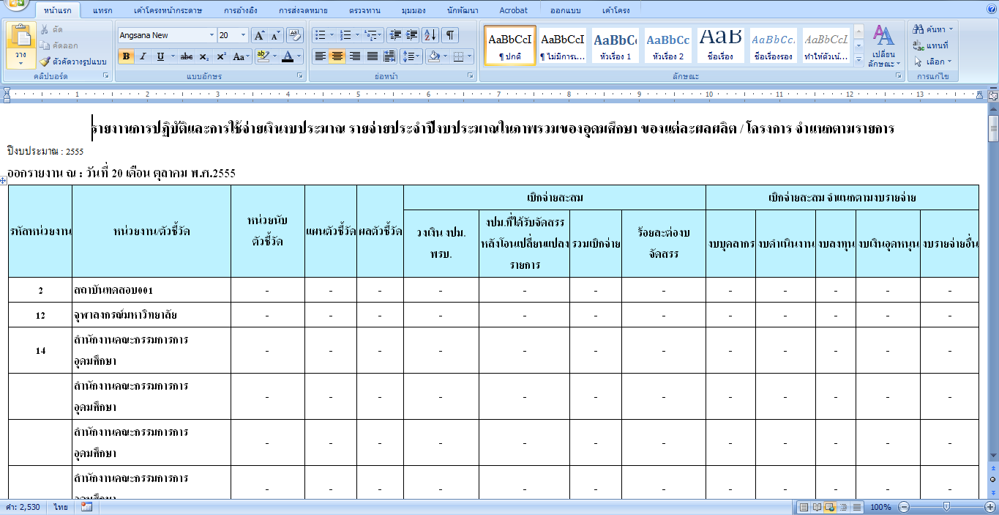 หน้าแรก แทรก เค้าโครงหน้ากระดาษ การอ้างอิง การส่งจดหมาย ตรวจทาน มุมมอง นักพัฒนา Acrobat ออกแบบ เค้าโครง
วาง
ตัด
คัดลอก
ตัวคัดวางรูปแบบ
คลิปบอร์ด
Angsana New 20
แบบอักษร
ย่อหน้า
AaBbCcI AaBbCcI AaBbC AaBbCc AaB AaBbCc. AaBbCcI
¶ ปกติ ¶ ไม่มีการเ... หัวเรื่อง 1 หัวเรื่อง 2 ชื่อเรื่อง ชื่อเรื่องรอง ทำให้ตัวเน้...
เปลี่ยน
ลักษณะ
ลักษณะ
ค้นหา
แทนที่
เลือก
การแก้ไข
1 2 3 4 5 6 7 8 9 10 11 12 13
รายงานการปฏิบัติและการใช้จ่ายเงินงบประมาณ รายจ่ายประจำปีงบประมาณในภาพรวมของอุดมศึกษา ของแต่ละผลผลิต / โครงการ จำแนกตามรายการ
ปีงบประมาณ : 2555
ออกรายงาน ณ : วันที่ 20 เดือน ตุลาคม พ.ศ.2555
รหัสหน่วยงาน
หน่วยงาน/ตัวชี้วัด
หน่วยนับ
ตัวชี้วัด
แผนตัวชี้วัด
ผลตัวชี้วัด
เบิกจ่ายสะสม
เบิกจ่ายสะสม จำแนกตามงบรายจ่าย
วงเงิน งปม.
พรบ.
งปม.ที่ได้รับจัดสรร
หลังโอนเปลี่ยนแปลง
รายการ
รวมเบิกจ่าย
ร้อยละต่องบ
จัดสรร
งบบุคลากร
งบดำเนินงาน
งบลงทุน
งบเงินอุดหนุน
งบรายจ่ายอื่น
2 สถาบันทดสอบ001 - - - - - - - - - - - -
12 จุฬาลงกรณ์มหาวิทยาลัย - - - - - - - - - - - -
14 สำนักงานคณะกรรมการการ
อุดมศึกษา - - - - - - - - - - - -
สำนักงานคณะกรรมการการ
อุดมศึกษา - - - - - - - - - - - -
สำนักงานคณะกรรมการการ
อุดมศึกษา - - - - - - - - - - - -
สำนักงานคณะกรรมการการ
อุดมศึกษา - - - - - - - - - - - -
คำ: 2,530 ไทย 100%